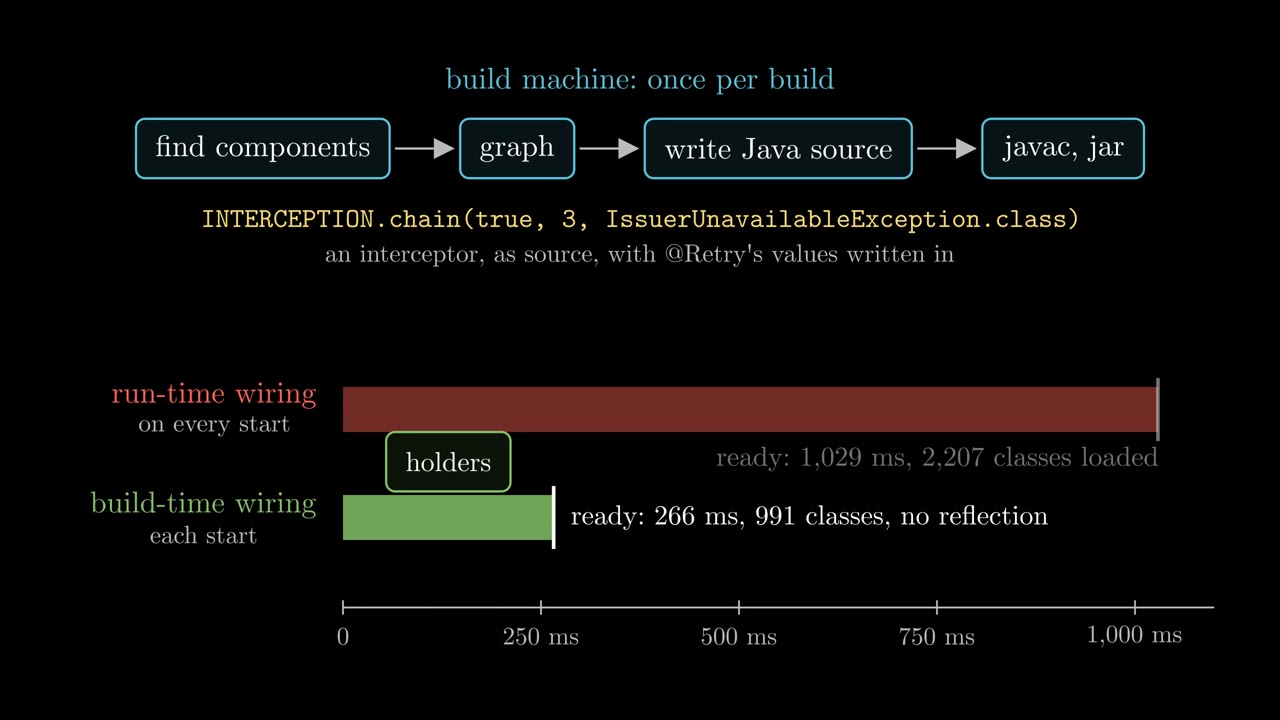 build machine: once per build
find components
graph
write Java source
javac, jar
INTERCEPTION.chain(true, 3, IssuerUnavailableException.class)
an interceptor, as source, with @Retry's values written in
run-time wiring
on every start
ready: 1,029 ms, 2,207 classes loaded
holders
build-time wiring
each start
ready: 266 ms, 991 classes, no reflection
0
250 ms
500 ms
750 ms
1,000 ms